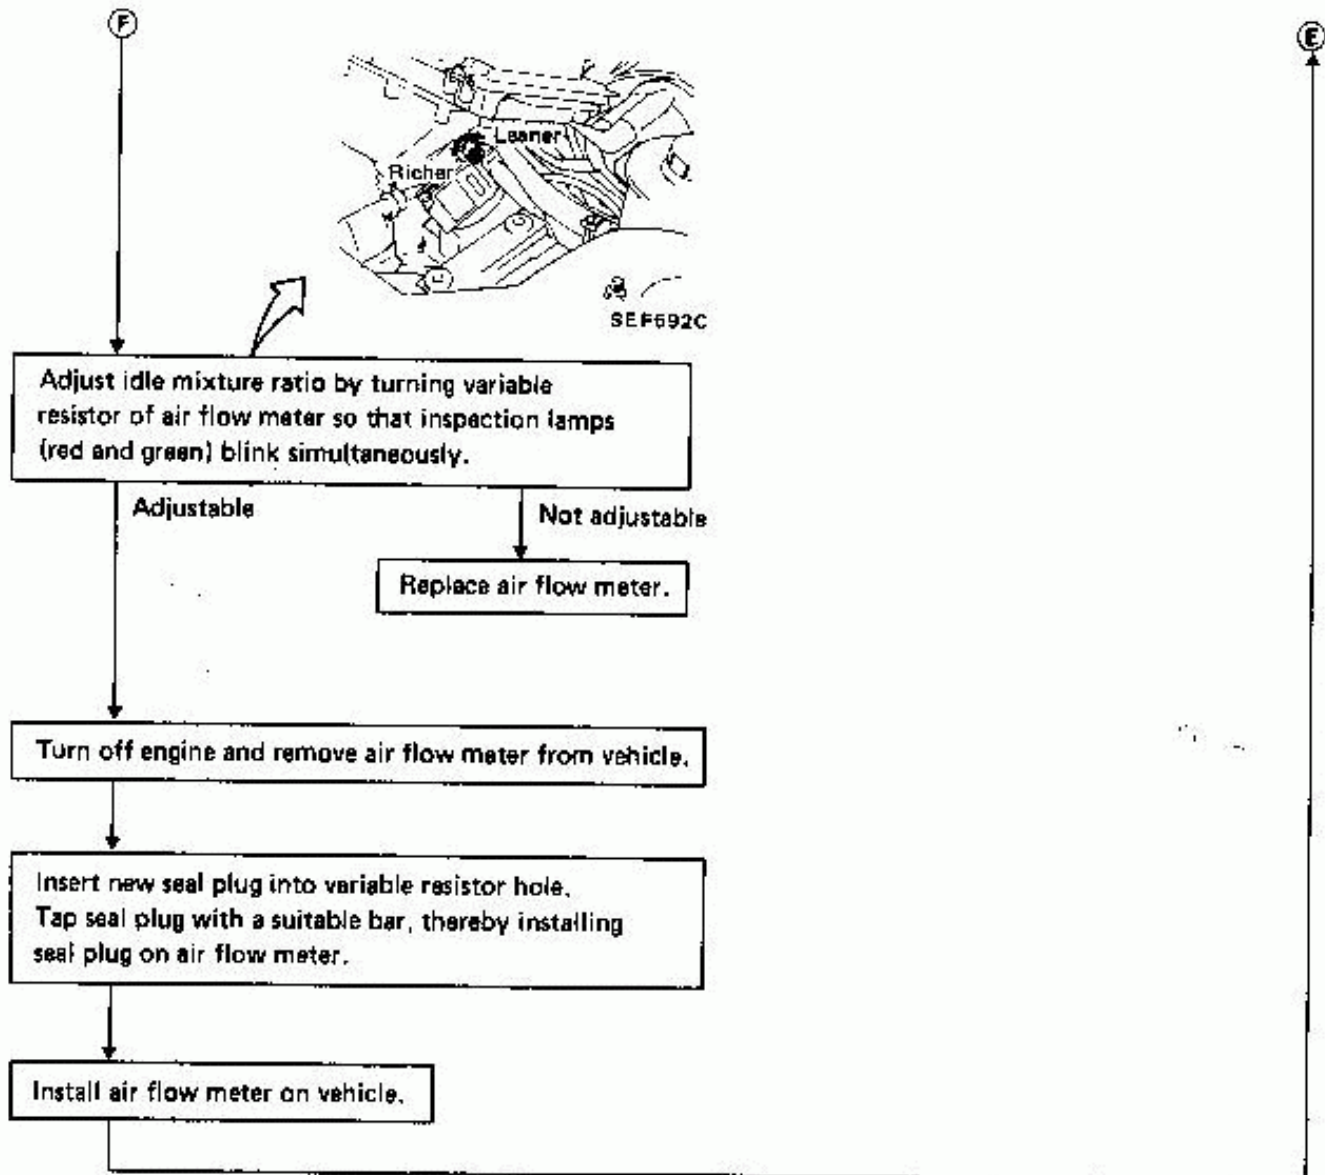 F
E
Leaner
Richer
SEF692C
Adjust idle mixture ratio by turning variable
resistor of air flow meter so that inspection lamps
(red and green) blink simultaneously.
Adjustable
Not adjustable
Replace air flow meter.
Turn off engine and remove air flow meter from vehicle.
Insert new seal plug into variable resistor hole.
Tap seal plug with a suitable bar, thereby installing
seal plug on air flow meter.
Install air flow meter on vehicle.